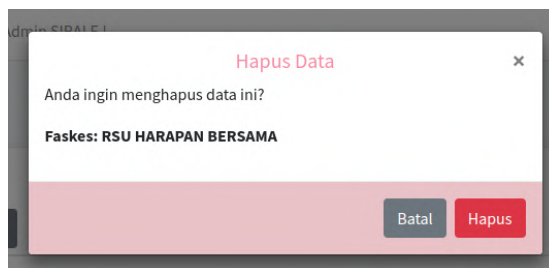 Hapus Data
×
Anda ingin menghapus data ini?
Faskes: RSU HARAPAN BERSAMA
Batal
Hapus